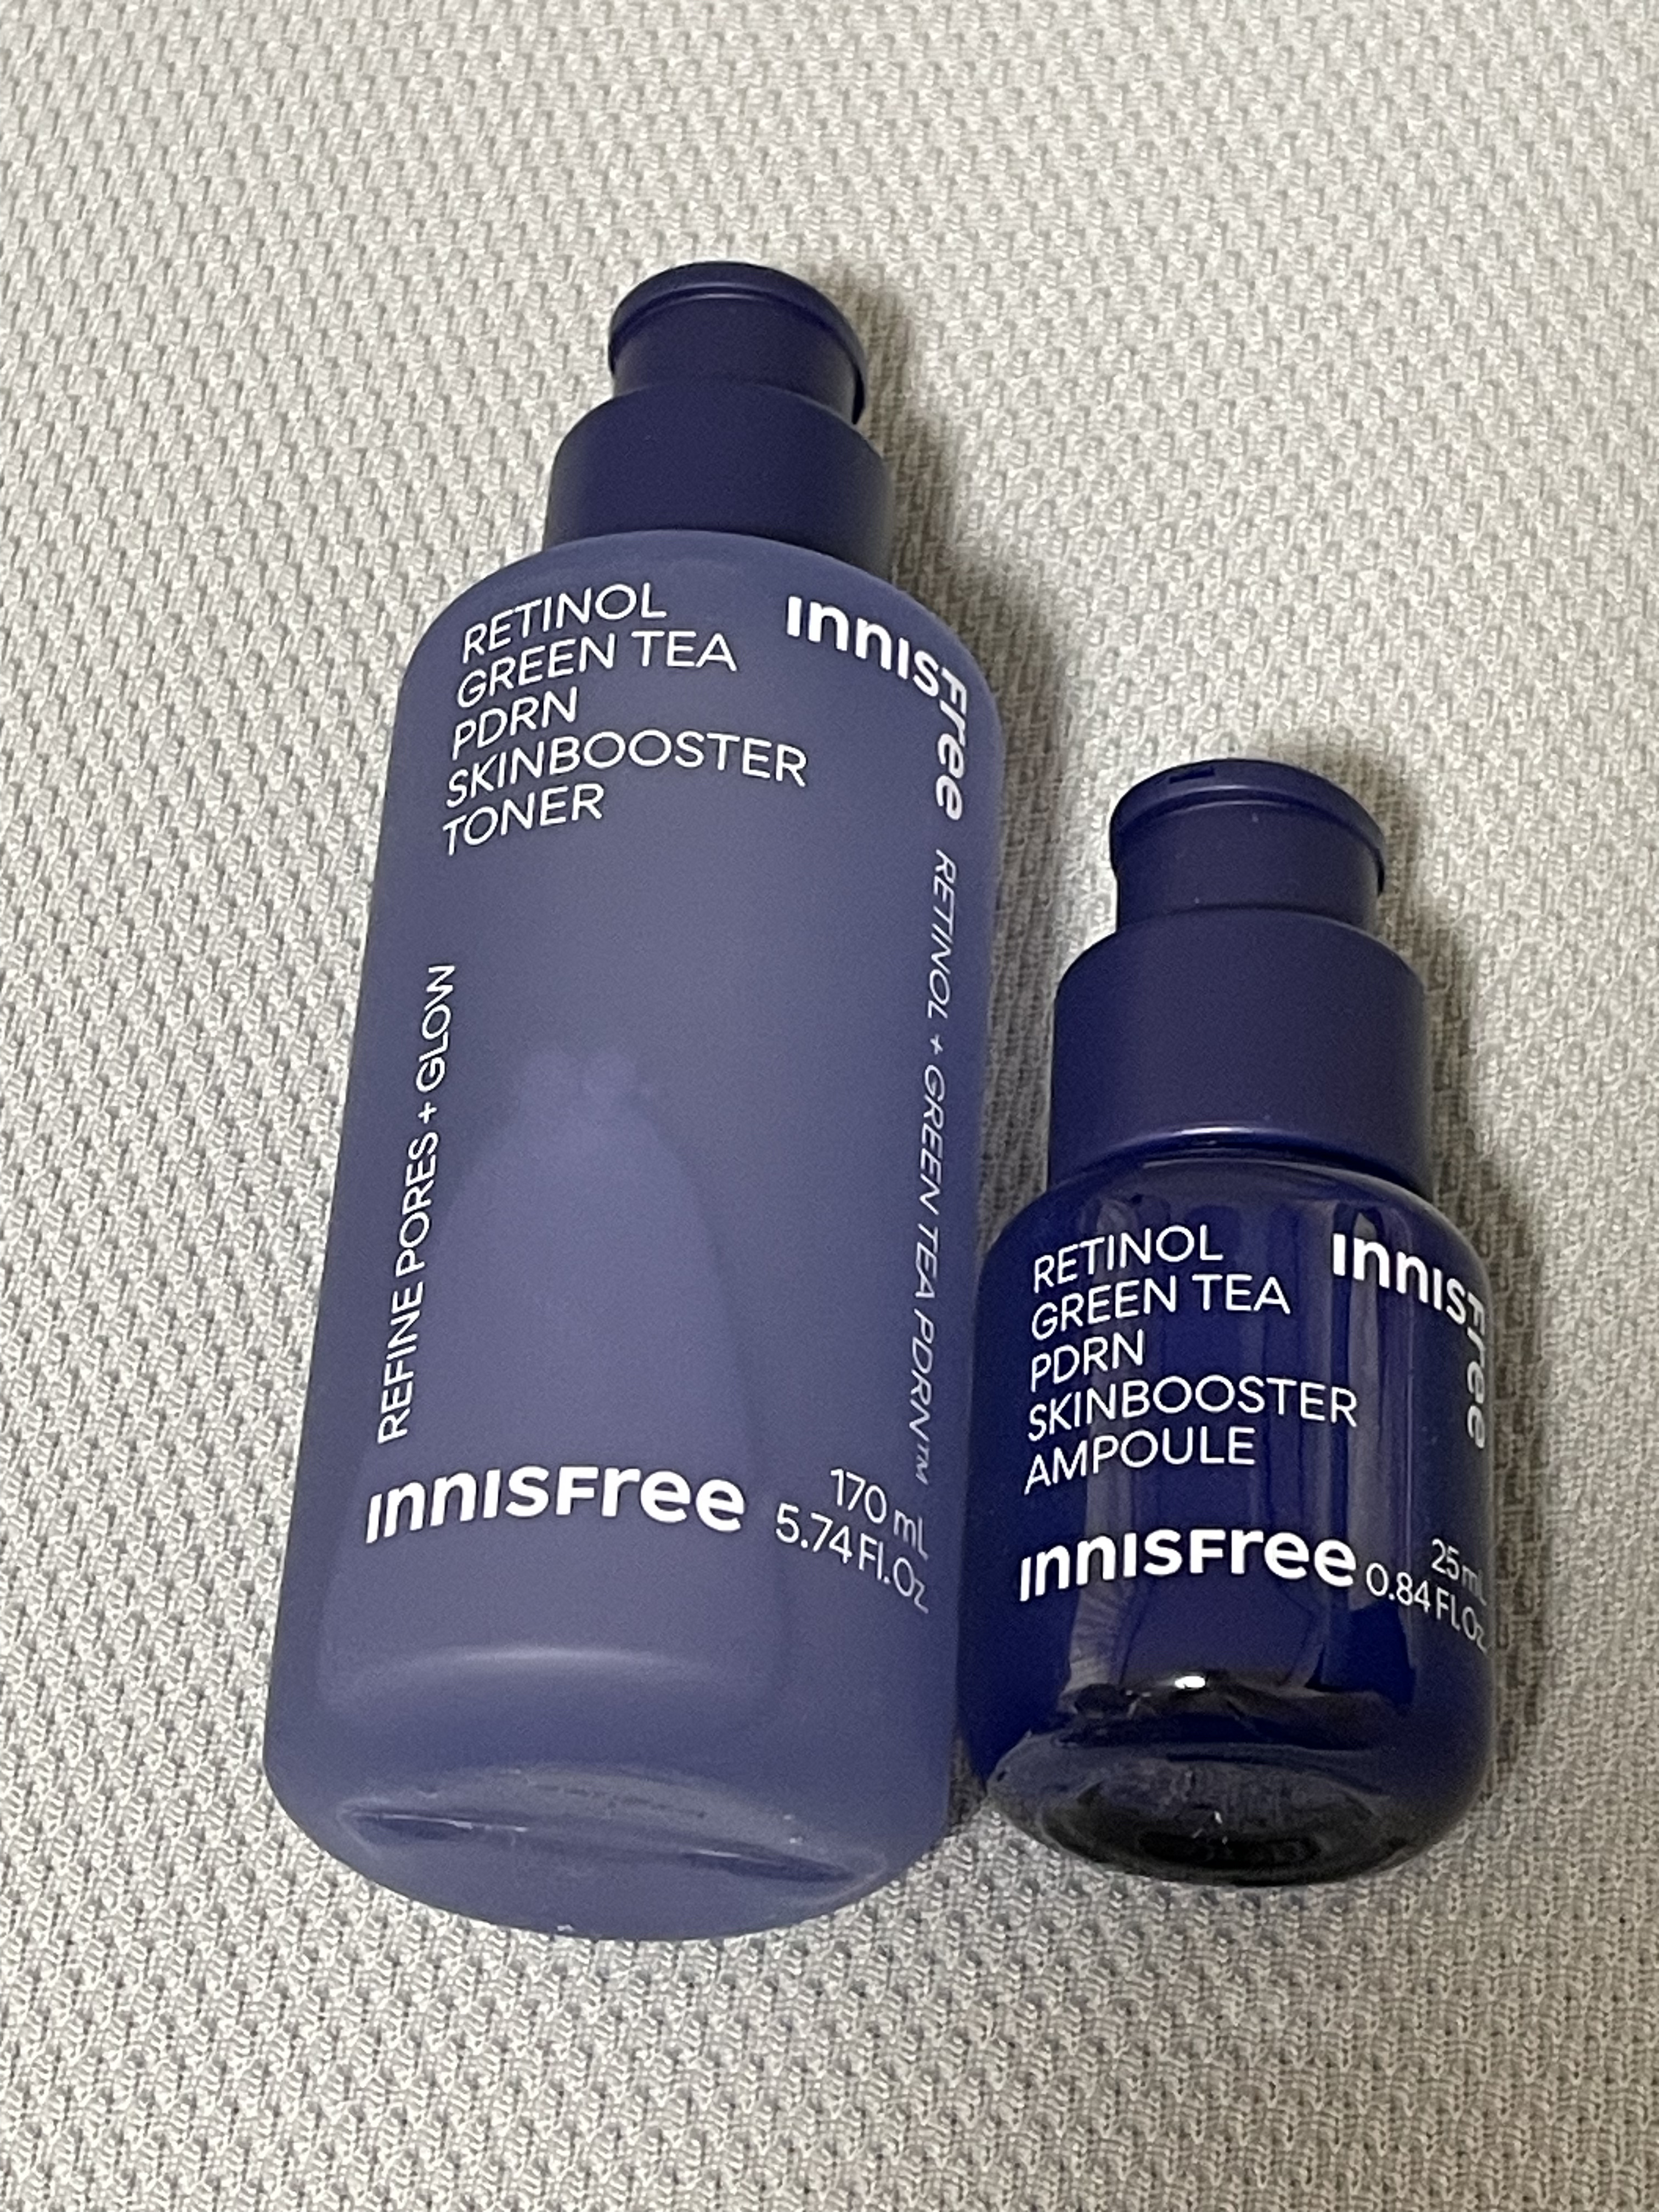 RETINOL
GREEN TEA
PDRN
SKINBOOSTER
TONER
innisfree
RETINOL + GREEN TEA PDRN™
REFINE PORES + GLOW
innisfree
170 mL
5.74 Fl.Oz
RETINOL
GREEN TEA
PDRN
SKINBOOSTER
AMPOULE
innisfree
innisfree
25 mL
0.84 Fl.Oz.